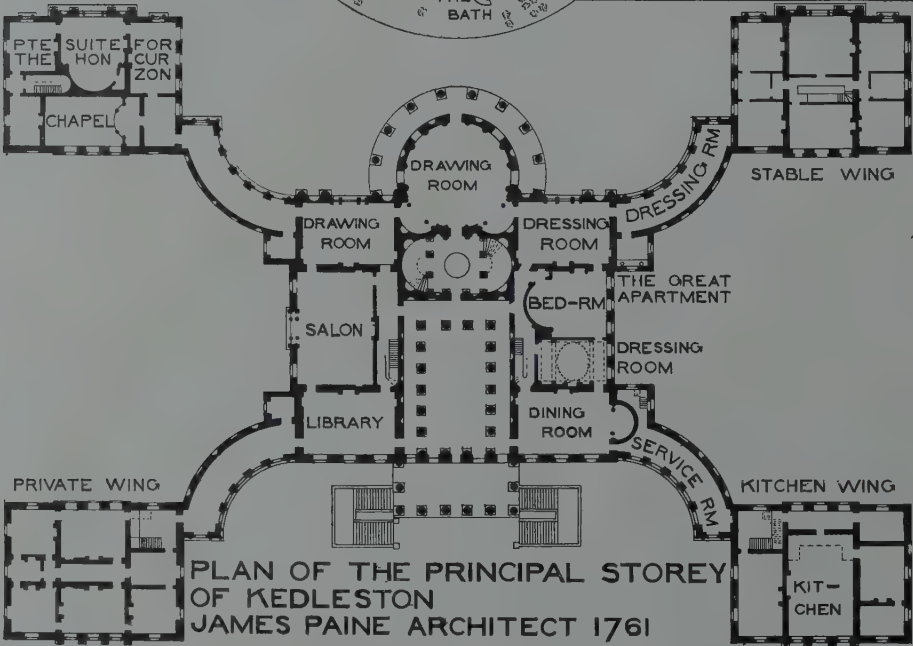 THE
BATH
PTE SUITE FOR
THE HON CUR
ZON
CHAPEL
DRAWING
ROOM
DRAWING
ROOM
DRESSING
ROOM
DRESSING RM
STABLE WING
THE GREAT
APARTMENT
BED-RM
SALON
DRESSING
ROOM
LIBRARY
DINING
ROOM
SERVICE RM
PRIVATE WING
KITCHEN WING
KIT-
CHEN
PLAN OF THE PRINCIPAL STOREY
OF KEDLESTON
JAMES PAINE ARCHITECT 1761